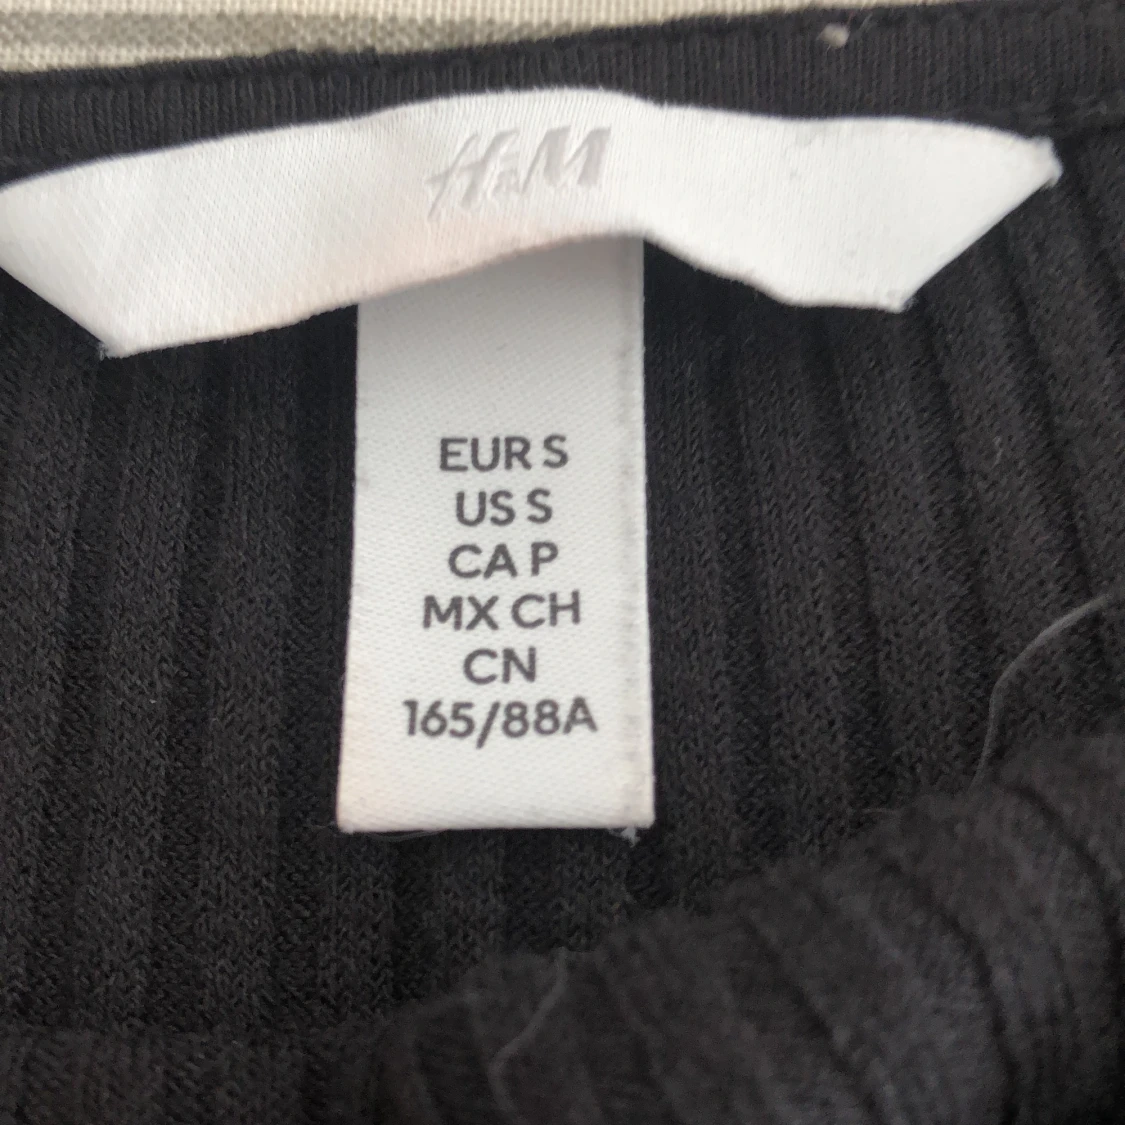 H&M
EUR S
US S
CA P
MX CH
CN
165/88A